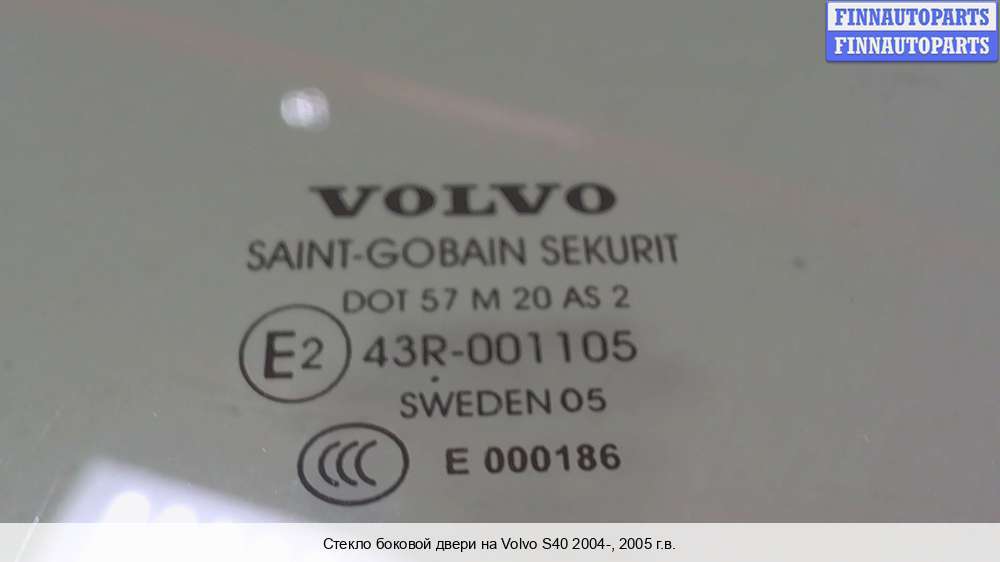 FINNAUTOPARTS
FINNAUTOPARTS
VOLVO
SAINT-GOBAIN SEKURIT
DOT 57 M 20 AS 2
E2 43R-001105
SWEDEN 05
CCC E 000186
Стекло боковой двери на Volvo S40 2004-, 2005 г.в.